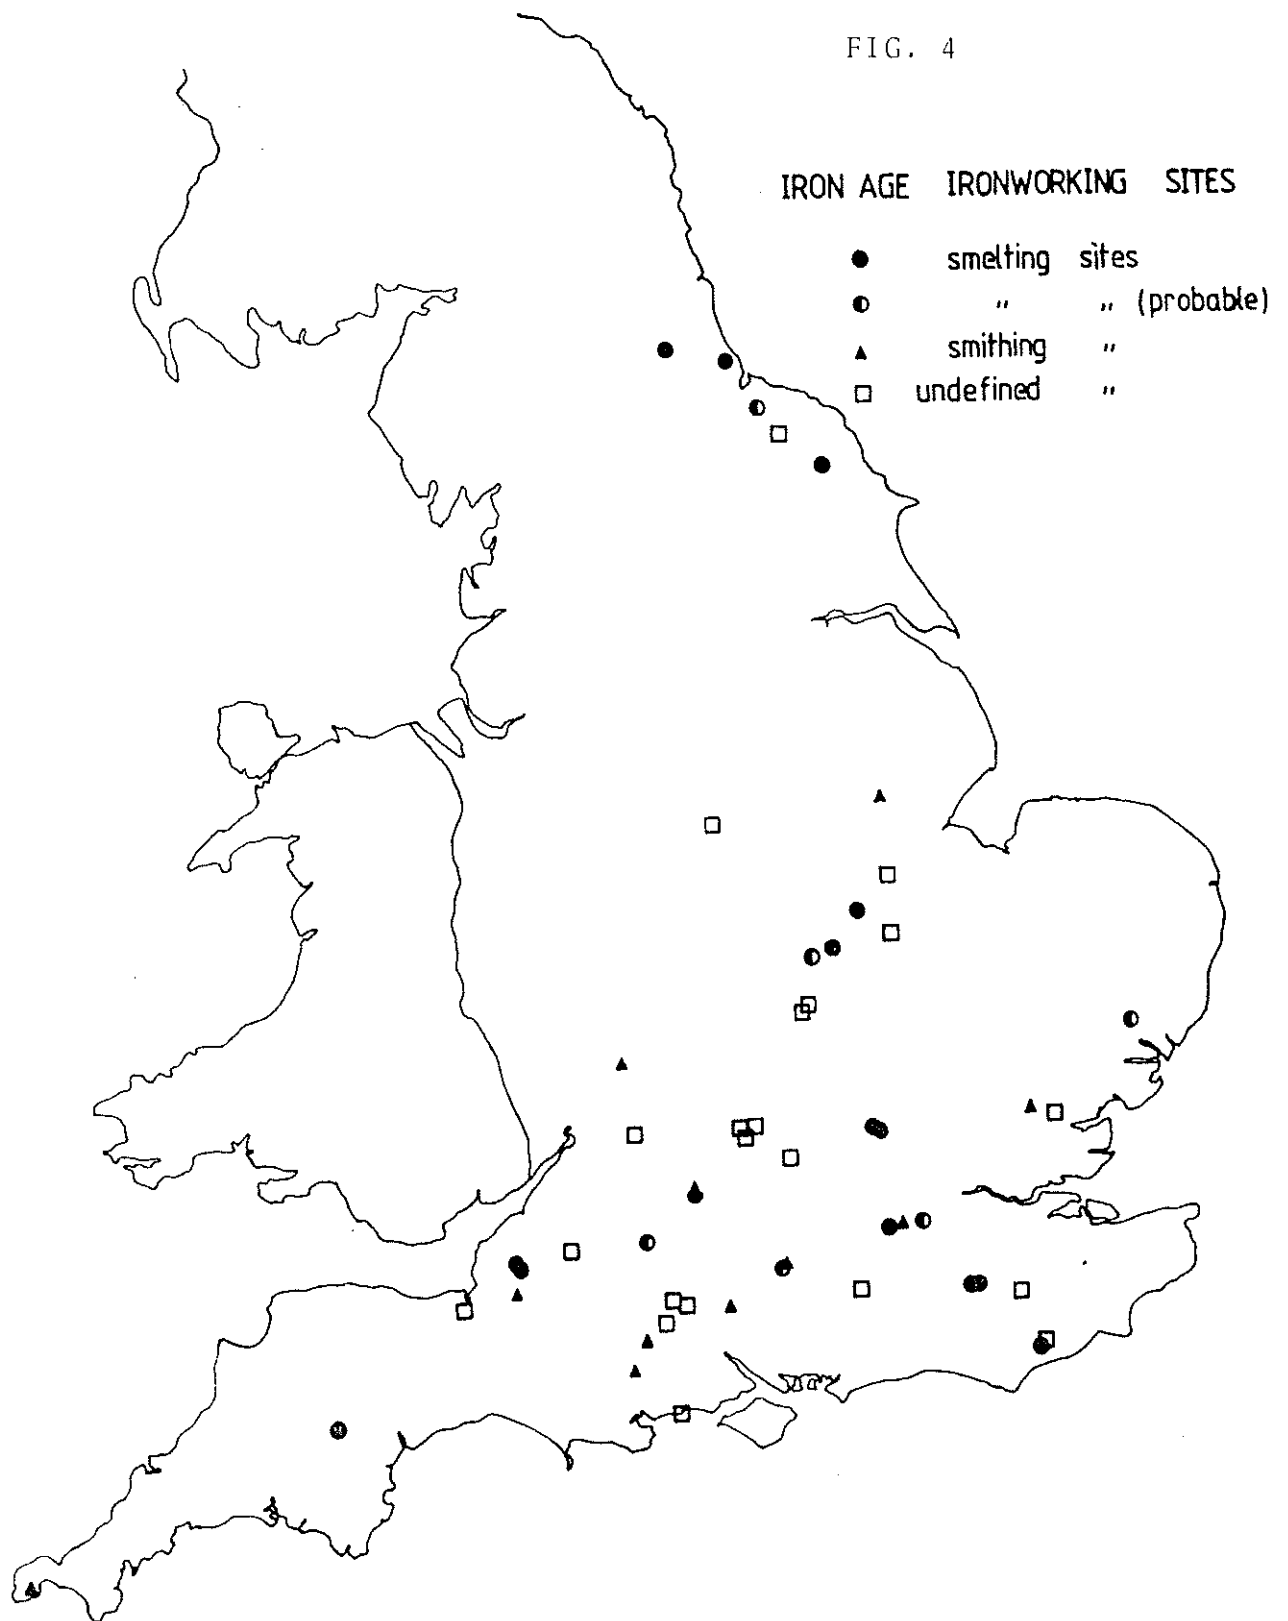 FIG. 4
IRON AGE IRONWORKING SITES
smelting sites
" " (probable)
smithing "
undefined "